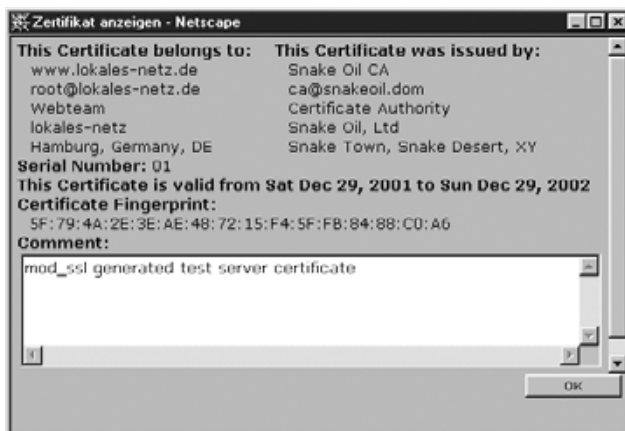 Zertifikat anzeigen - Netscape
This Certificate belongs to: This Certificate was issued by:
www.lokales-netz.de Snake Oil CA
root@lokales-netz.de ca@snakeoil.dom
Webteam Certificate Authority
lokales-netz Snake Oil, Ltd
Hamburg, Germany, DE Snake Town, Snake Desert, XY
Serial Number: 01
This Certificate is valid from Sat Dec 29, 2001 to Sun Dec 29, 2002
Certificate Fingerprint:
5F:79:4A:2E:3E:AE:48:72:15:F4:5F:FB:84:88:C0:A6
Comment:
mod_ssl generated test server certificate
OK